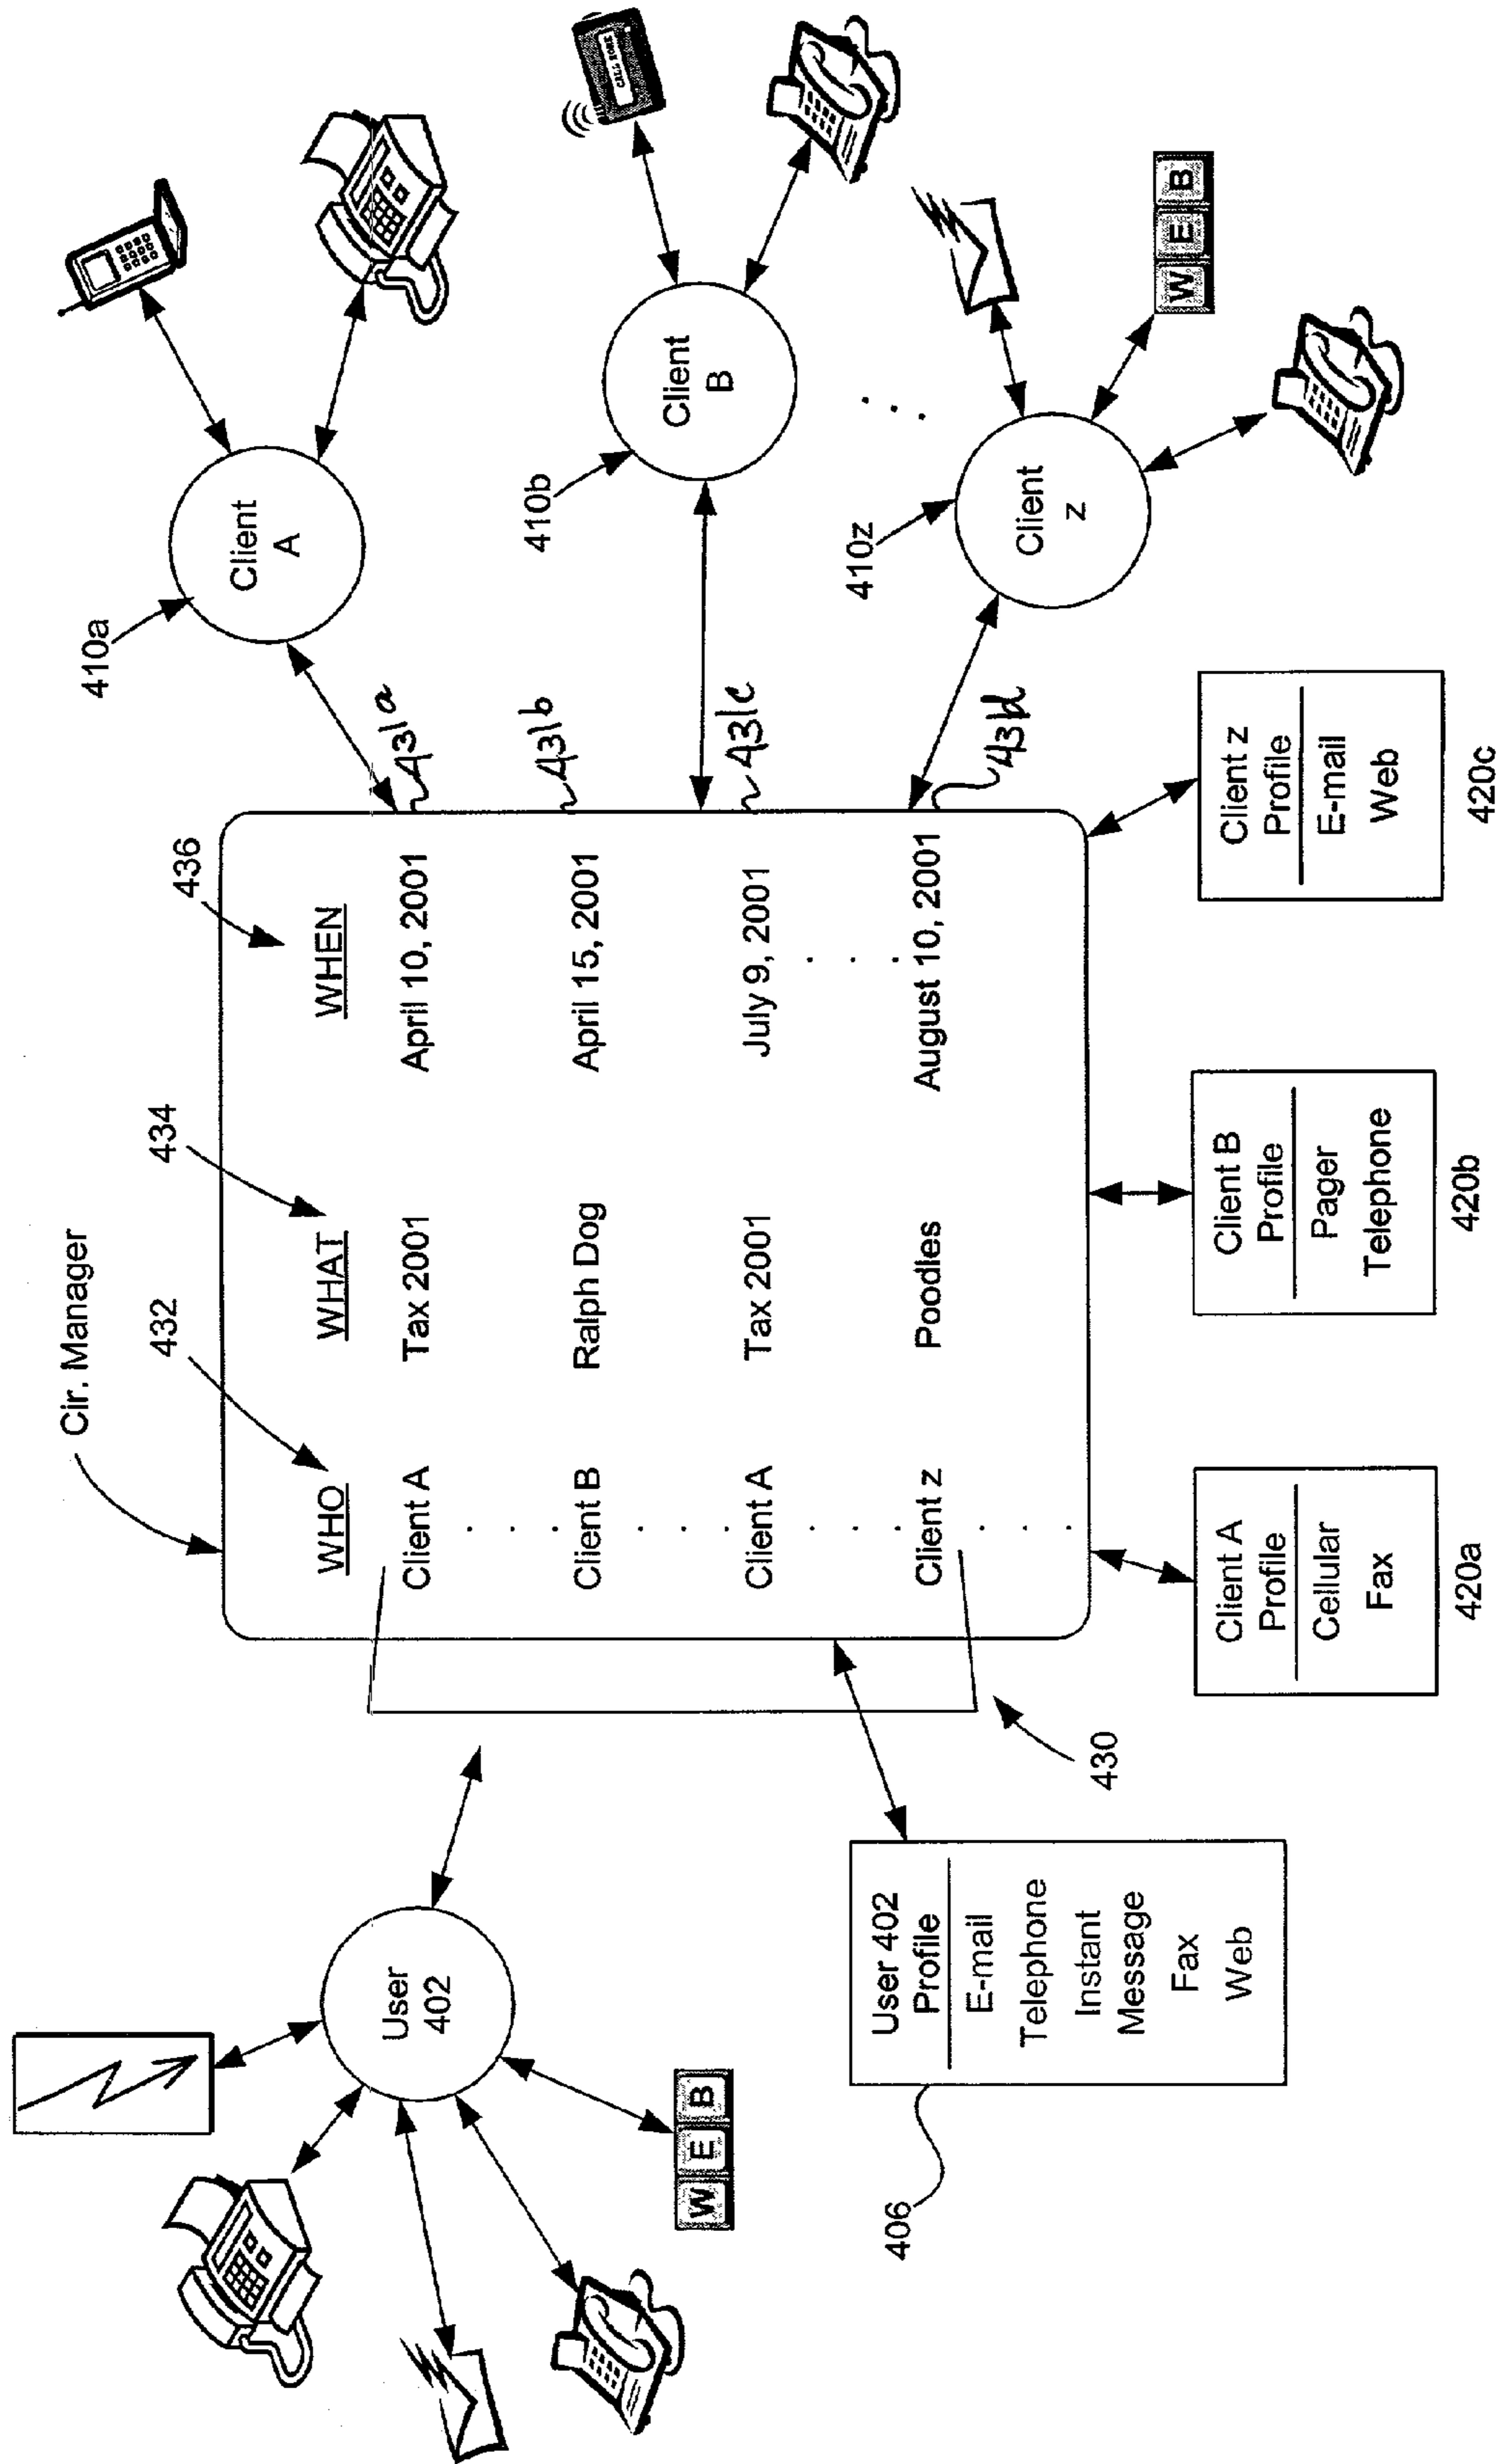 Cir. Manager
432
434
436
WHO WHAT WHEN
Client A Tax 2001 April 10, 2001
Client B Ralph Dog April 15, 2001
Client A Tax 2001 July 9, 2001
Client z Poodles August 10, 2001
431a
431b
431c
431d
430
User
402
W E B
406
User 402
Profile
E-mail
Telephone
Instant
Message
Fax
Web
Client A
Profile
Cellular
Fax
420a
Client B
Profile
Pager
Telephone
420b
Client z
Profile
E-mail
Web
420c
410a
Client
A
410b
Client
B
CALL HOME
410z
Client
z
W E B